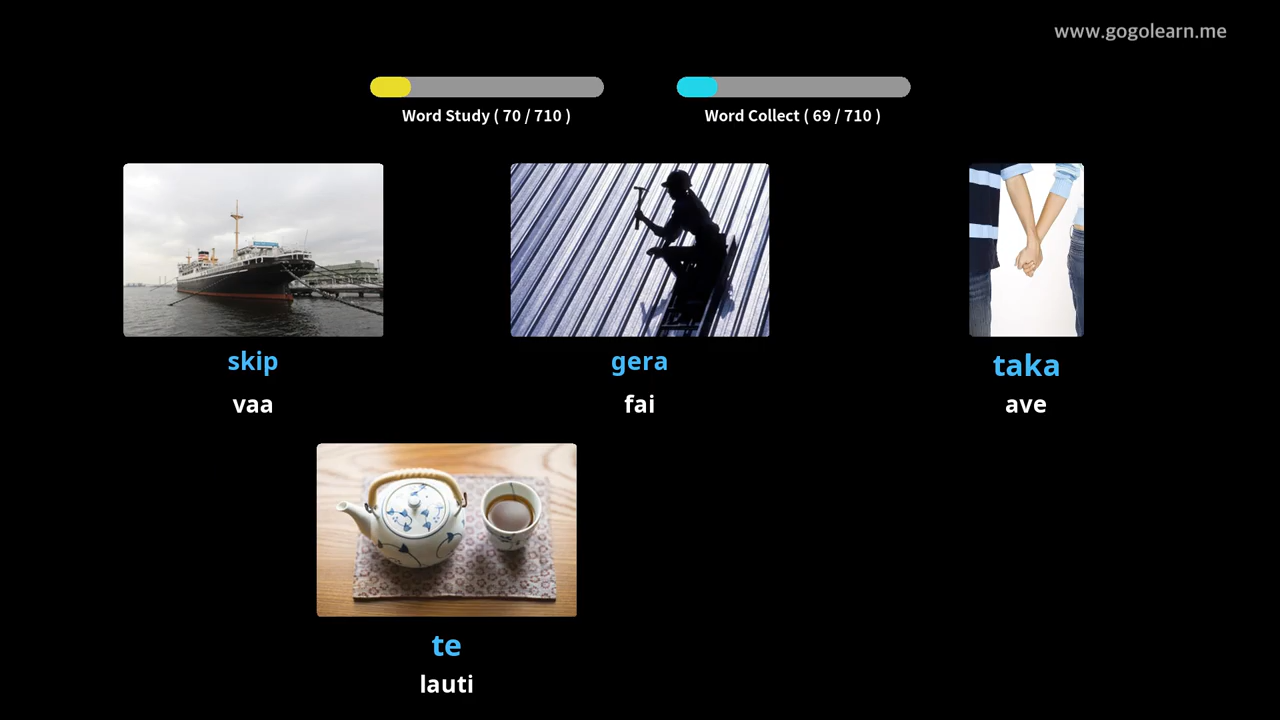 www.gogolearn.me
Word Study ( 70 / 710 )
Word Collect ( 69 / 710 )
skip
vaa
gera
fai
taka
ave
te
lauti